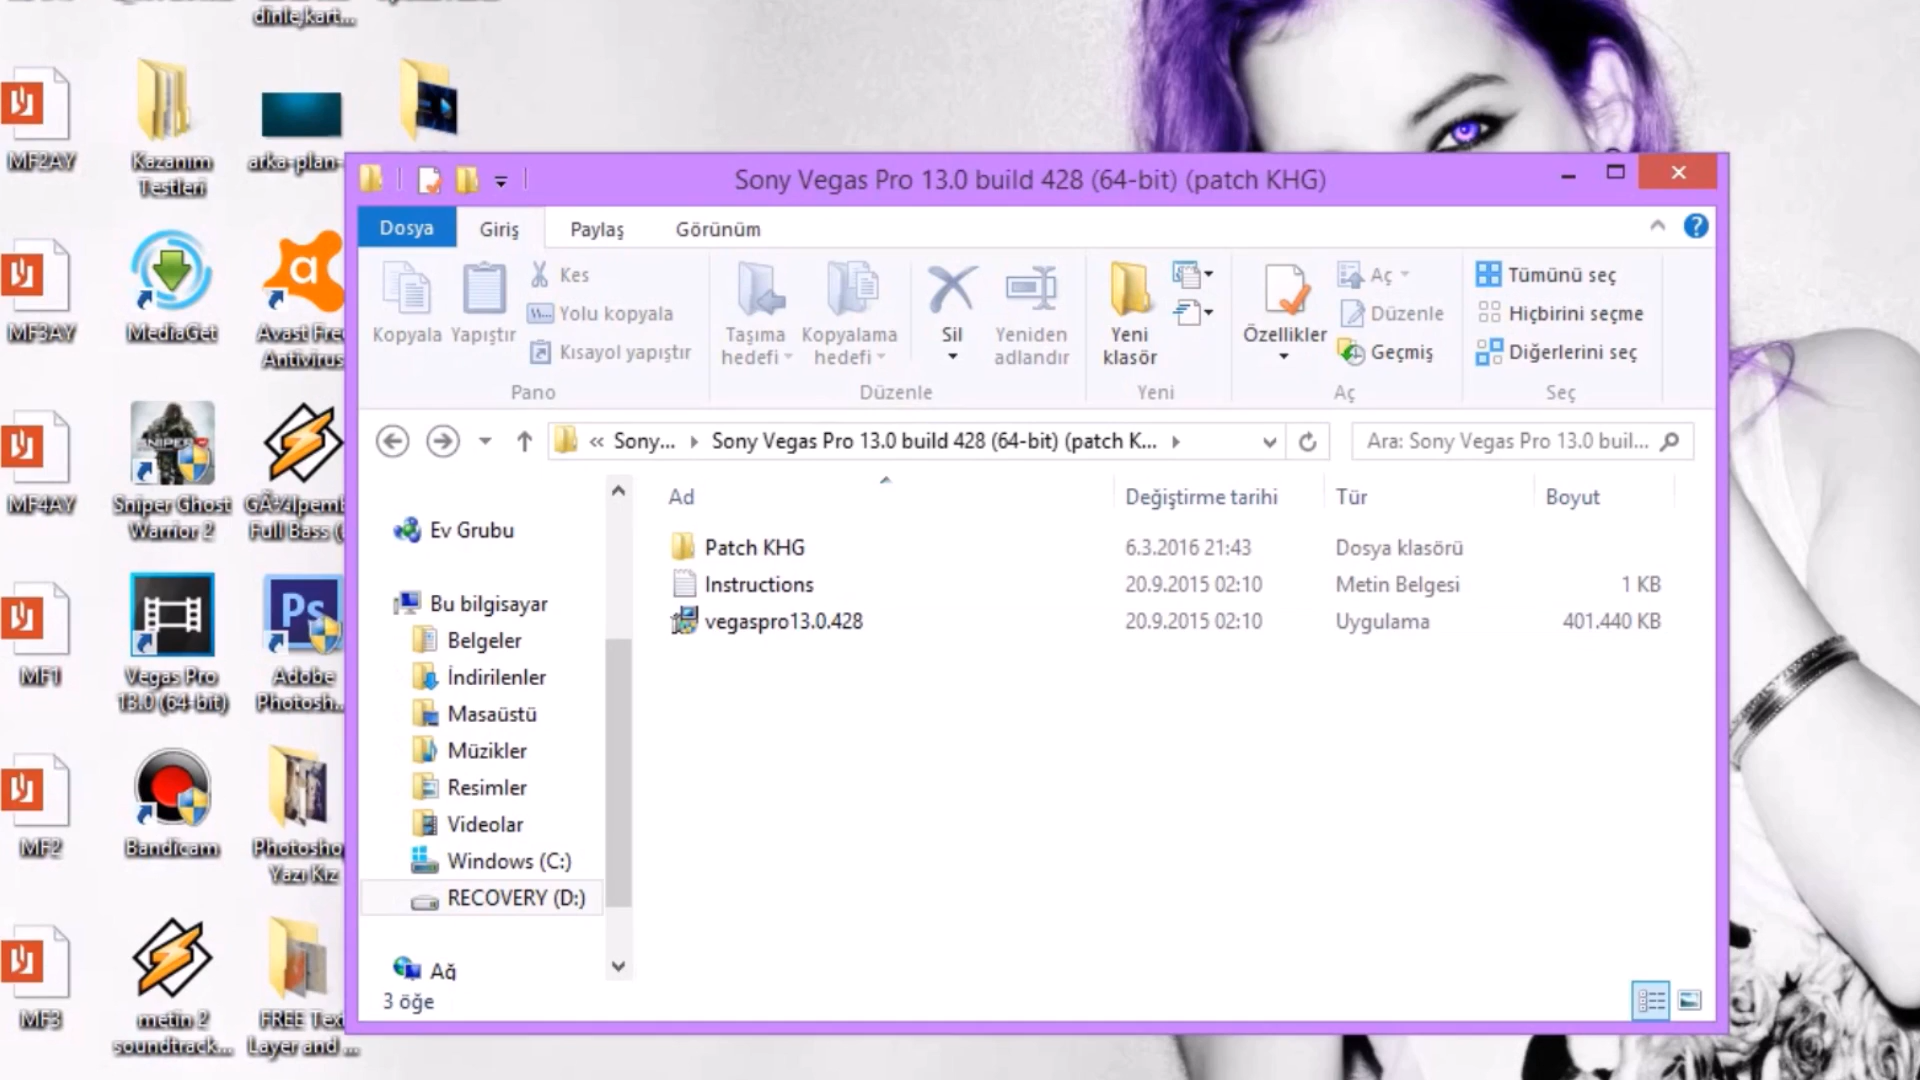 dinle,kart...
MF2AY
Kazanım
Testleri
arka-plan-
MF3AY
MediaGet
Avast Fre
Antivirus
MF4AY
SNIPER
Sniper Ghost
Warrior 2
GÃ¼lpemb
Full Bass (
MF1
Vegas Pro
13.0 (64-bit)
Ps
Adobe
Photosh...
MF2
Bandicam
Photosho
Yazı Kız
MF3
metin 2
soundtrack...
FREE Tex
Layer and ...
Sony Vegas Pro 13.0 build 428 (64-bit) (patch KHG)
Dosya
Giriş
Paylaş
Görünüm
Kopyala
Yapıştır
Kes
Yolu kopyala
Kısayol yapıştır
Pano
Taşıma
hedefi
Kopyalama
hedefi
Sil
Yeniden
adlandır
Düzenle
Yeni
klasör
Yeni
Özellikler
Aç
Düzenle
Geçmiş
Aç
Tümünü seç
Hiçbirini seçme
Diğerlerini seç
Seç
« Sony... Sony Vegas Pro 13.0 build 428 (64-bit) (patch K...
Ara: Sony Vegas Pro 13.0 buil...
Ev Grubu
Bu bilgisayar
Belgeler
İndirilenler
Masaüstü
Müzikler
Resimler
Videolar
Windows (C:)
RECOVERY (D:)
Ağ
Ad Değiştirme tarihi Tür Boyut
Patch KHG 6.3.2016 21:43 Dosya klasörü
Instructions 20.9.2015 02:10 Metin Belgesi 1 KB
vegaspro13.0.428 20.9.2015 02:10 Uygulama 401.440 KB
3 öğe